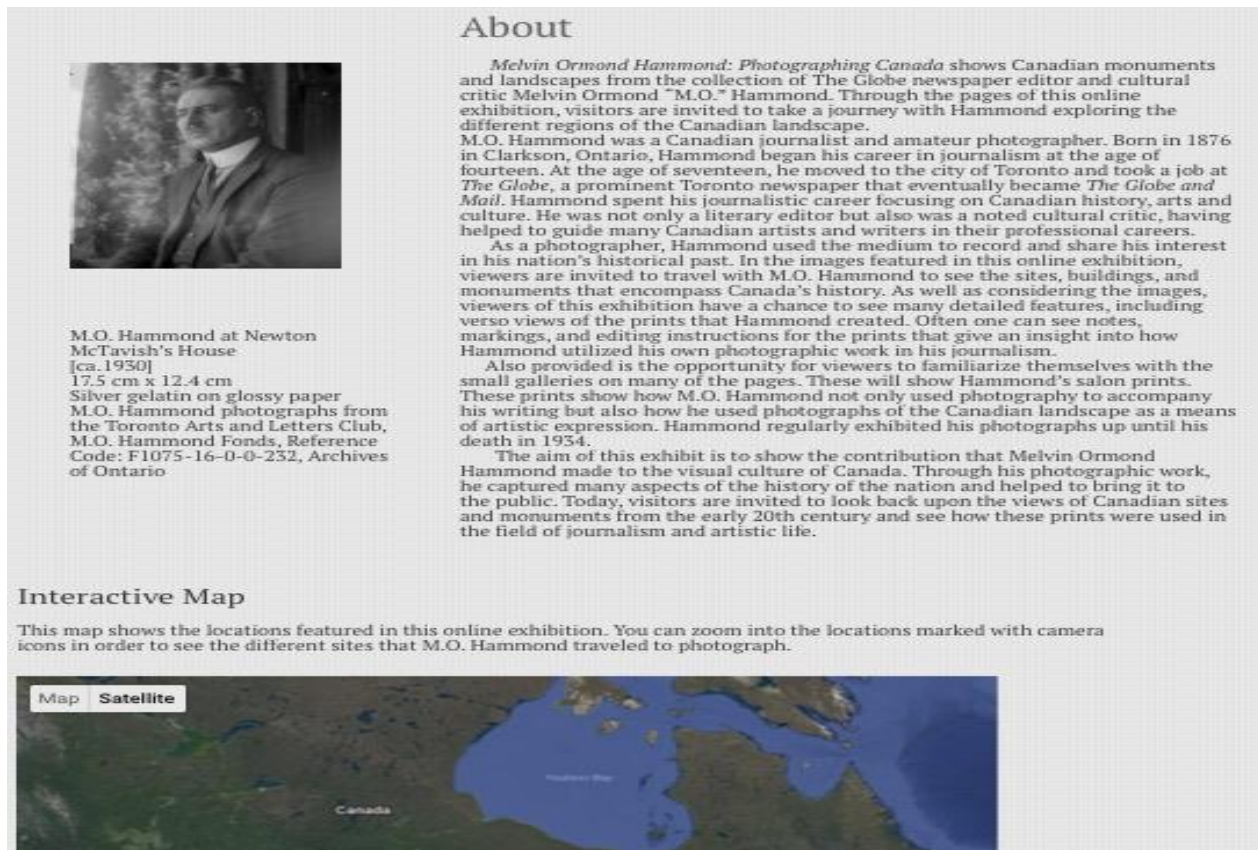 About
Melvin Ormond Hammond: Photographing Canada shows Canadian monuments
and landscapes from the collection of The Globe newspaper editor and cultural
critic Melvin Ormond “M.O.” Hammond. Through the pages of this online
exhibition, visitors are invited to take a journey with Hammond exploring the
different regions of the Canadian landscape.
M.O. Hammond was a Canadian journalist and amateur photographer. Born in 1876
in Clarkson, Ontario, Hammond began his career in journalism at the age of
fourteen. At the age of seventeen, he moved to the city of Toronto and took a job at
The Globe, a prominent Toronto newspaper that eventually became The Globe and
Mail. Hammond spent his journalistic career focusing on Canadian history, arts and
culture. He was not only a literary editor but also was a noted cultural critic, having
helped to guide many Canadian artists and writers in their professional careers.
As a photographer, Hammond used the medium to record and share his interest
in his nation's historical past. In the images featured in this online exhibition,
viewers are invited to travel with M.O. Hammond to see the sites, buildings, and
monuments that encompass Canada's history. As well as considering the images,
viewers of this exhibition have a chance to see many detailed features, including
verso views of the prints that Hammond created. Often one can see notes,
markings, and editing instructions for the prints that give an insight into how
Hammond utilized his own photographic work in his journalism.
Also provided is the opportunity for viewers to familiarize themselves with the
small galleries on many of the pages. These will show Hammond's salon prints.
These prints show how M.O. Hammond not only used photography to accompany
his writing but also how he used photographs of the Canadian landscape as a means
of artistic expression. Hammond regularly exhibited his photographs up until his
death in 1934.
The aim of this exhibit is to show the contribution that Melvin Ormond
Hammond made to the visual culture of Canada. Through his photographic work,
he captured many aspects of the history of the nation and helped to bring it to
the public. Today, visitors are invited to look back upon the views of Canadian sites
and monuments from the early 20th century and see how these prints were used in
the field of journalism and artistic life.
M.O. Hammond at Newton
McTavish's House
[ca.1930]
17.5 cm x 12.4 cm
Silver gelatin on glossy paper
M.O. Hammond photographs from
the Toronto Arts and Letters Club,
M.O. Hammond Fonds, Reference
Code: F1075-16-0-0-232, Archives
of Ontario
Interactive Map
This map shows the locations featured in this online exhibition. You can zoom into the locations marked with camera
icons in order to see the different sites that M.O. Hammond traveled to photograph.
Map Satellite
Hudson Bay
Canada